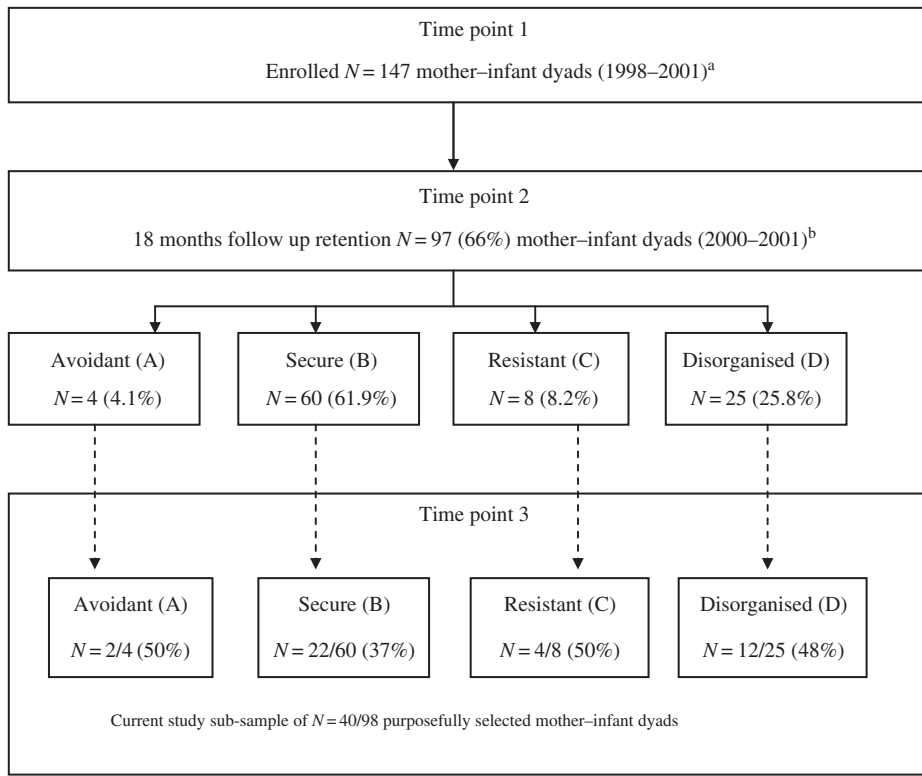 Time point 1
Enrolled N = 147 mother–infant dyads (1998–2001)a
Time point 2
18 months follow up retention N = 97 (66%) mother–infant dyads (2000–2001)b
Avoidant (A)
N = 4 (4.1%)
Secure (B)
N = 60 (61.9%)
Resistant (C)
N = 8 (8.2%)
Disorganised (D)
N = 25 (25.8%)
Time point 3
Avoidant (A)
N = 2/4 (50%)
Secure (B)
N = 22/60 (37%)
Resistant (C)
N = 4/8 (50%)
Disorganised (D)
N = 12/25 (48%)
Current study sub-sample of N = 40/98 purposefully selected mother–infant dyads